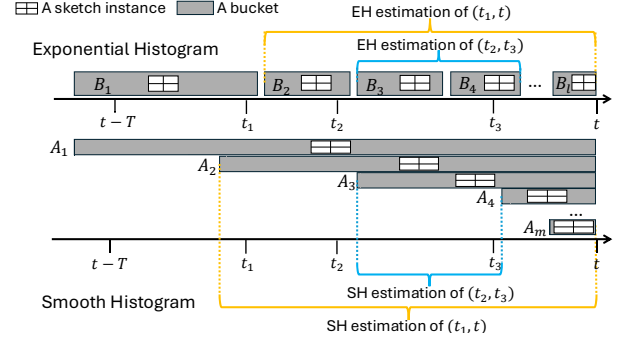 A sketch instance A bucket
EH estimation of (t₁, t)
Exponential Histogram
EH estimation of (t₂, t₃)
B₁ B₂ B₃ B₄ ... Bₗ
t − T t₁ t₂ t₃ t
A₁
A₂
A₃
A₄
...
Aₘ
t − T t₁ t₂ t₃ t
SH estimation of (t₂, t₃)
Smooth Histogram
SH estimation of (t₁, t)